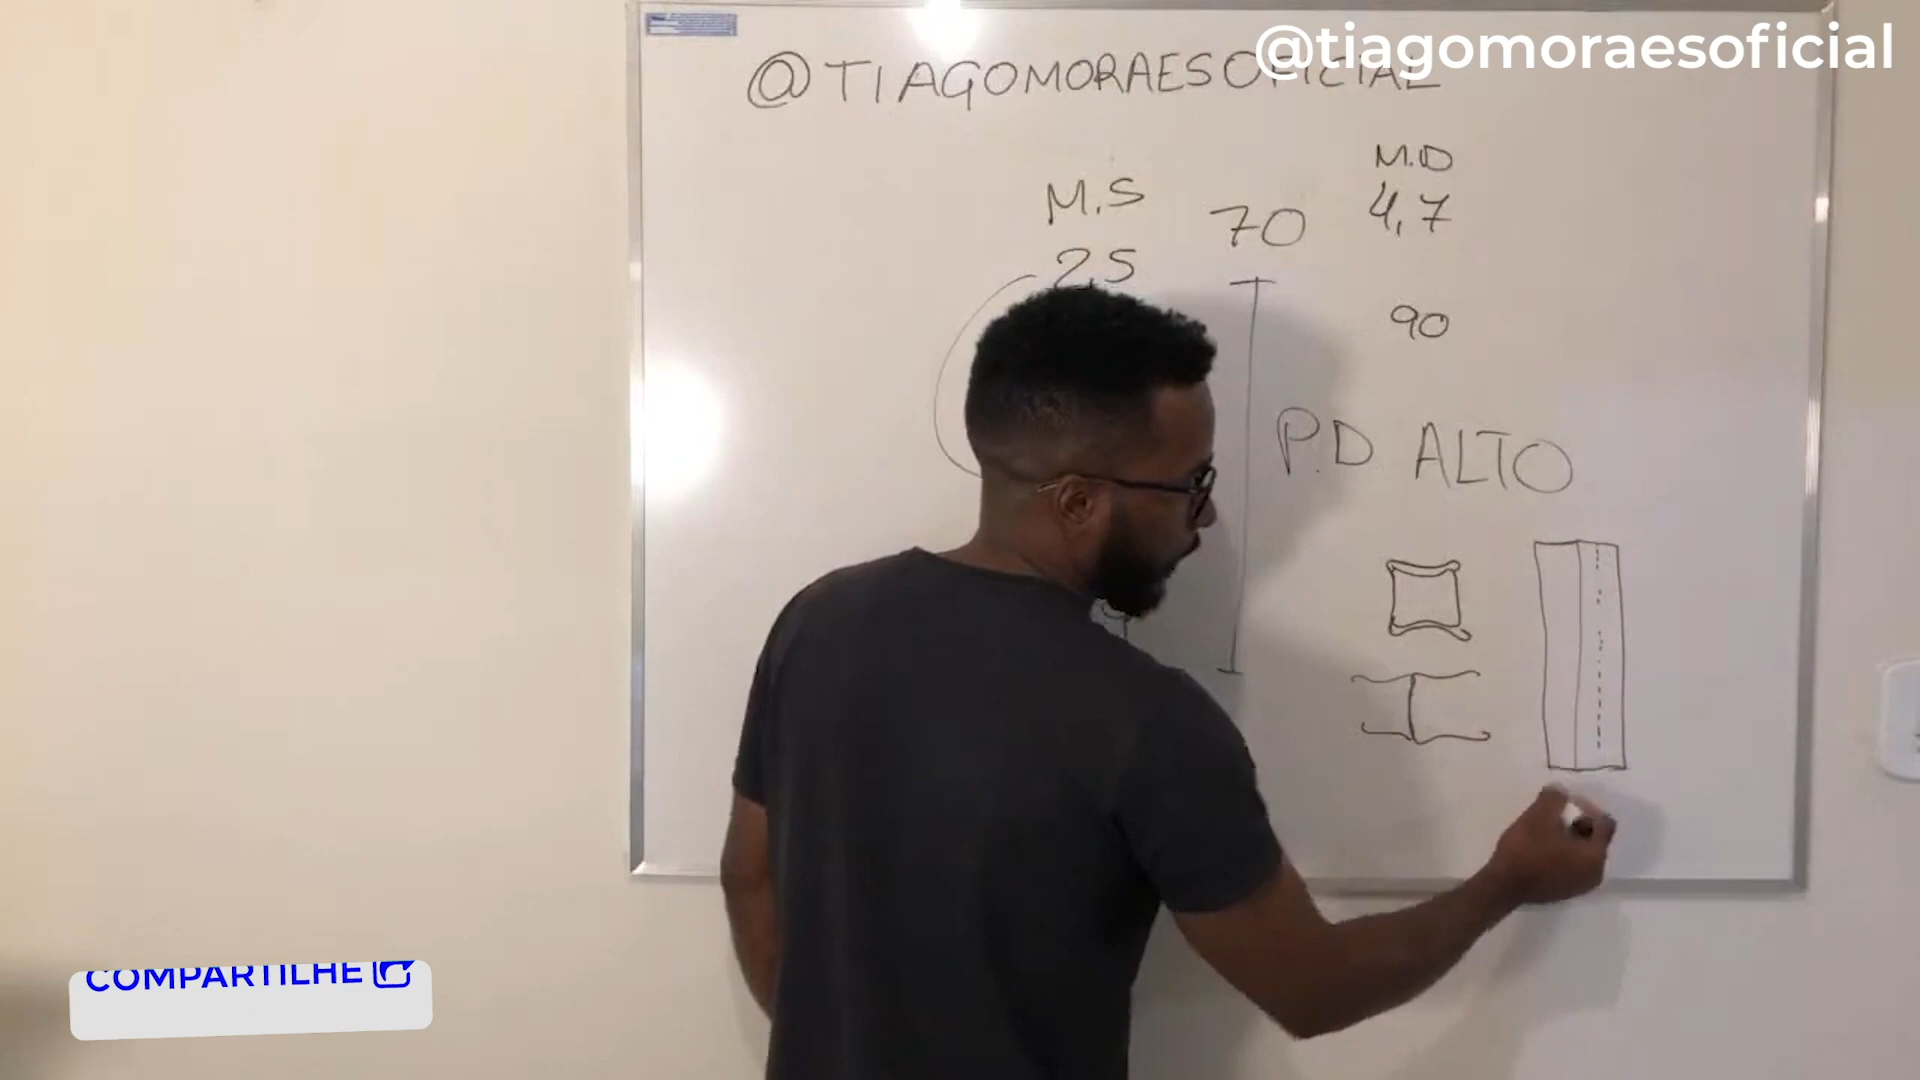 @tiagomoraesoficial
@TIAGOMORAESOFICIAL
M.D
M.S 70 4,7
2,5
90
P.D ALTO
COMPARTILHE